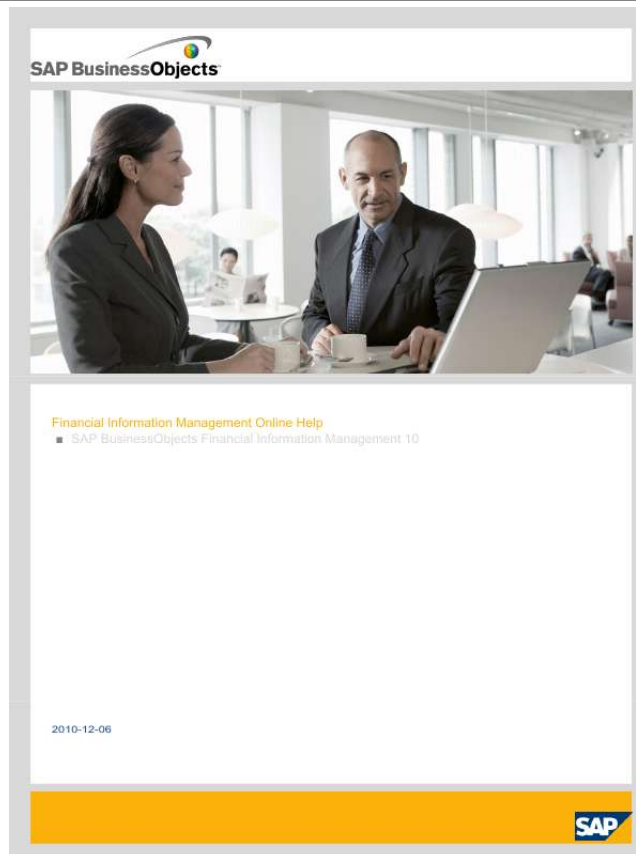 SAP BusinessObjects
Financial Information Management Online Help
■ SAP BusinessObjects Financial Information Management 10
2010-12-06
SAP